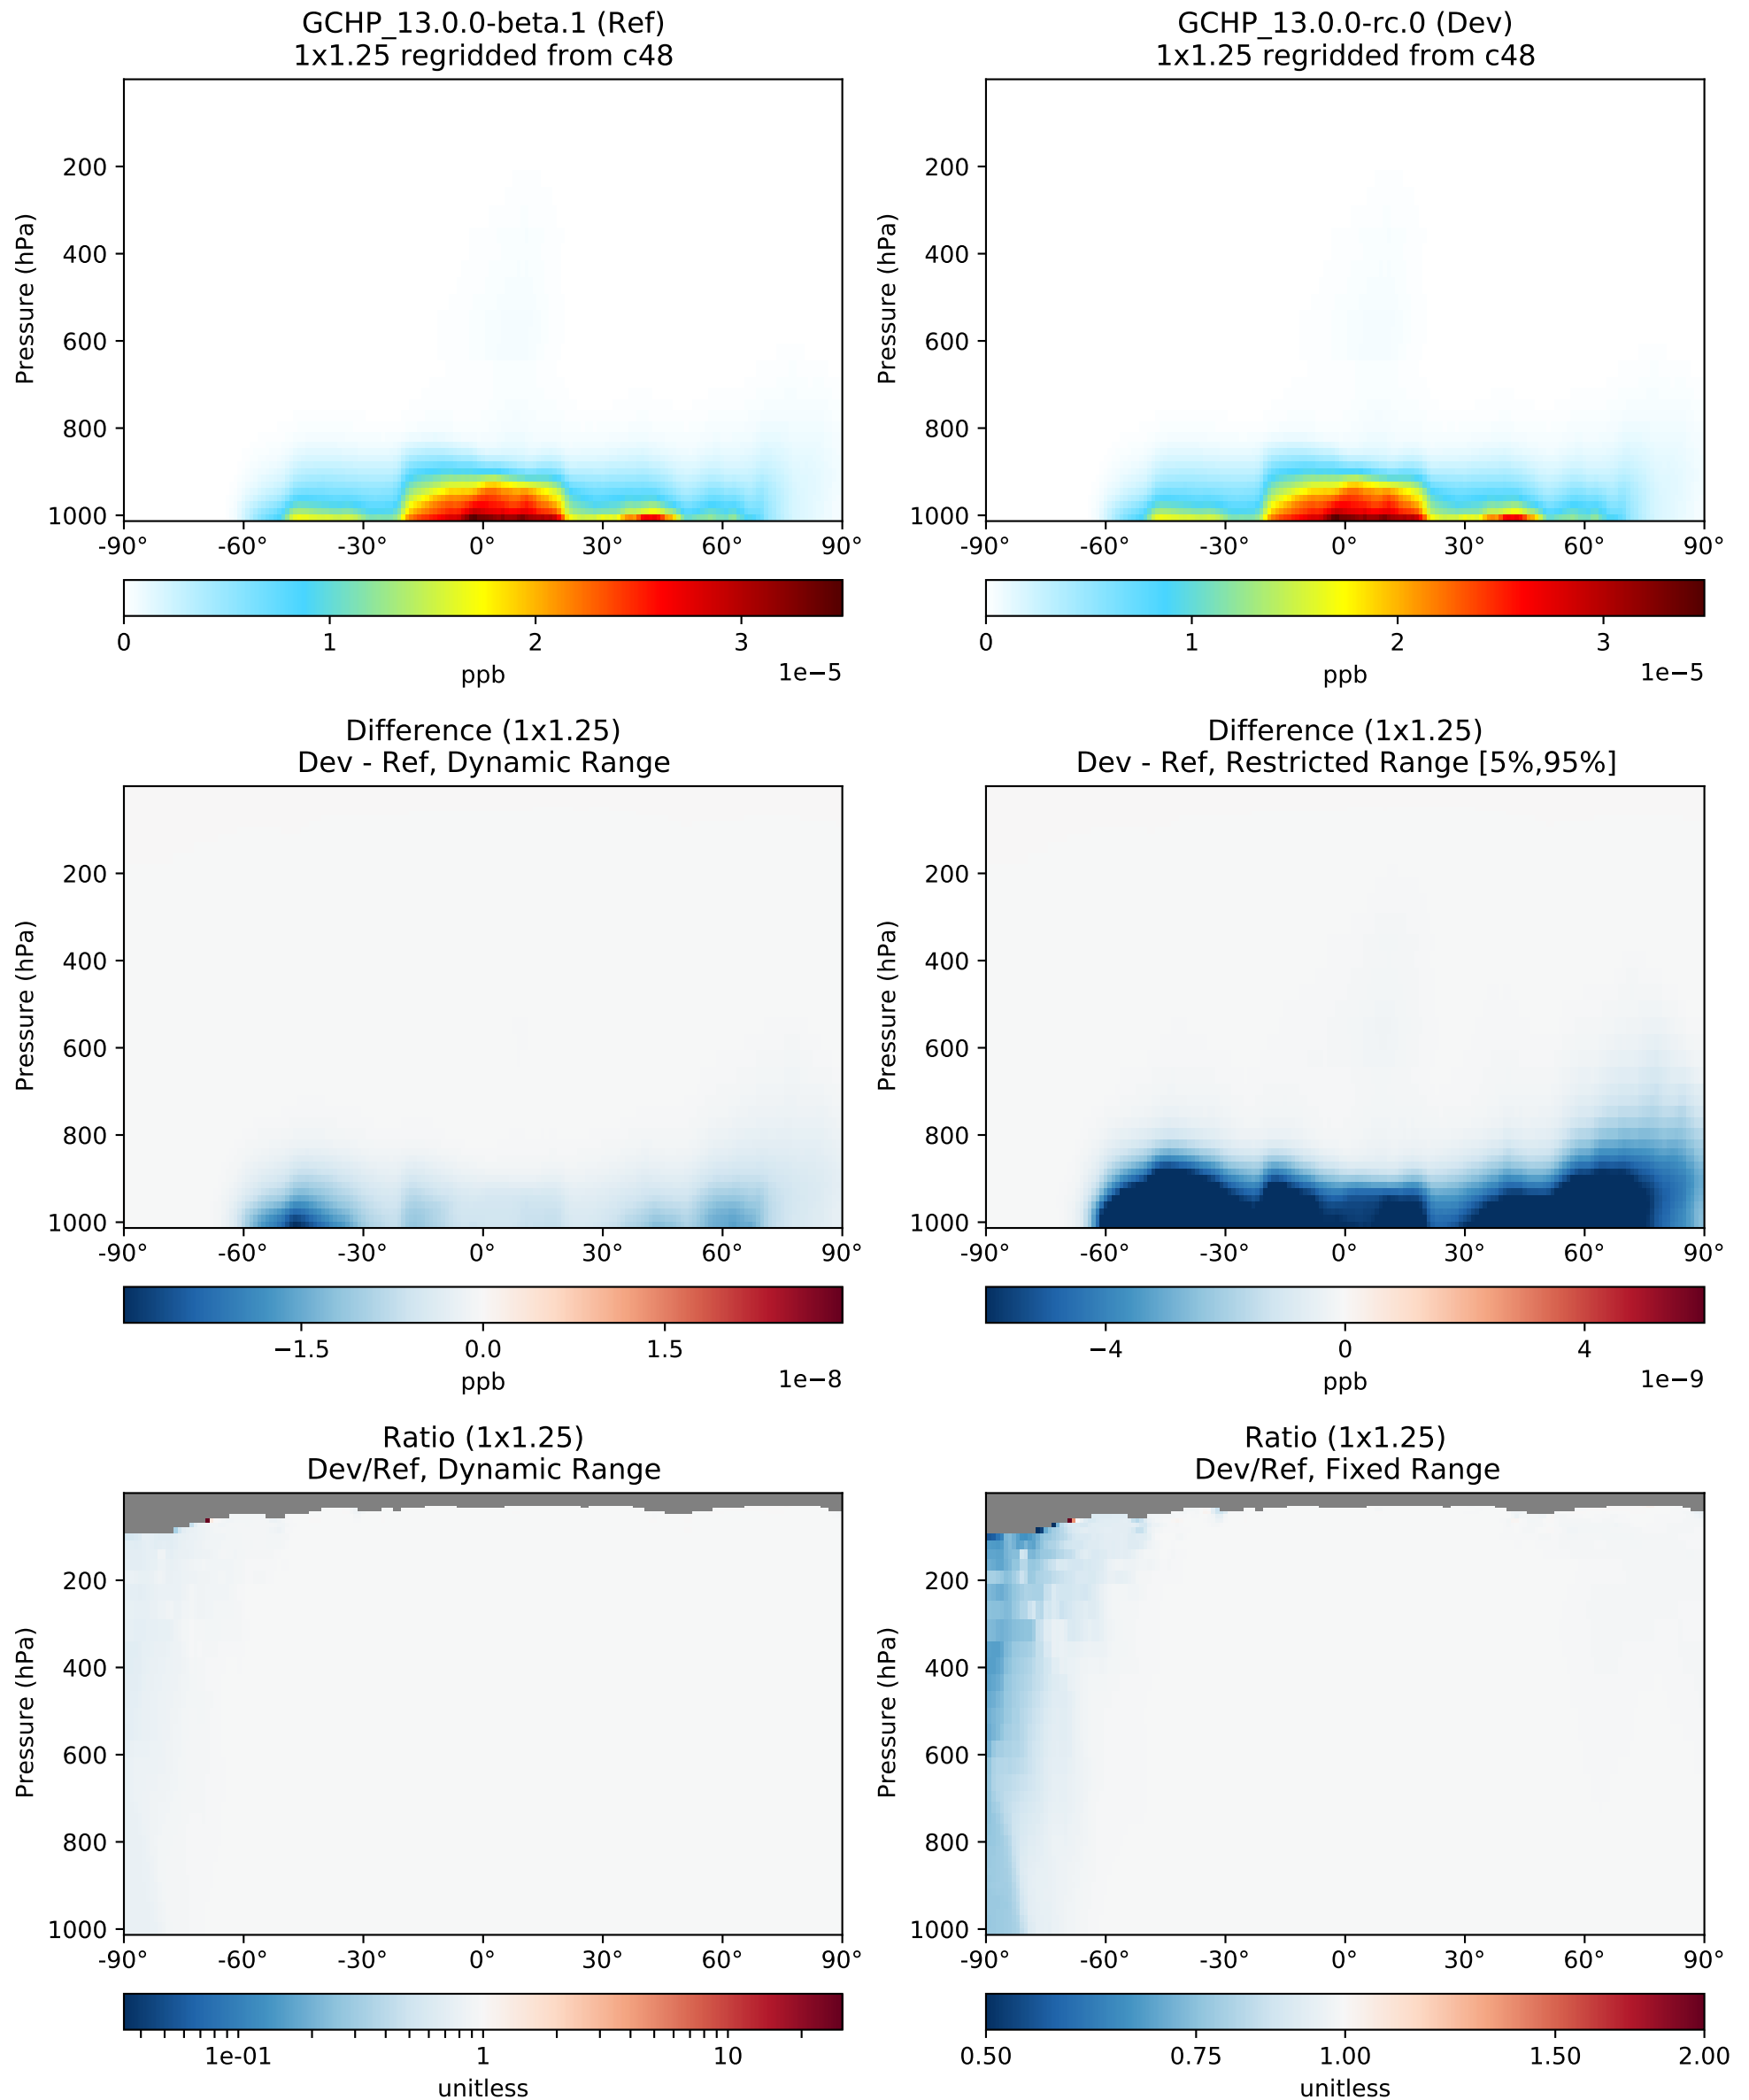 GCHP_13.0.0-beta.1 (Ref)
1x1.25 regridded from c48
GCHP_13.0.0-rc.0 (Dev)
1x1.25 regridded from c48
Pressure (hPa)
200
400
600
800
1000
-90° -60° -30° 0° 30° 60° 90°
0 1 2 3
1e−5
ppb
Pressure (hPa)
200
400
600
800
1000
-90° -60° -30° 0° 30° 60° 90°
0 1 2 3
1e−5
ppb
Difference (1x1.25)
Dev - Ref, Dynamic Range
Difference (1x1.25)
Dev - Ref, Restricted Range [5%,95%]
Pressure (hPa)
200
400
600
800
1000
-90° -60° -30° 0° 30° 60° 90°
−1.5 0.0 1.5
1e−8
ppb
Pressure (hPa)
200
400
600
800
1000
-90° -60° -30° 0° 30° 60° 90°
−4 0 4
1e−9
ppb
Ratio (1x1.25)
Dev/Ref, Dynamic Range
Ratio (1x1.25)
Dev/Ref, Fixed Range
Pressure (hPa)
200
400
600
800
1000
-90° -60° -30° 0° 30° 60° 90°
1e-01 1 10
unitless
Pressure (hPa)
200
400
600
800
1000
-90° -60° -30° 0° 30° 60° 90°
0.50 0.75 1.00 1.50 2.00
unitless